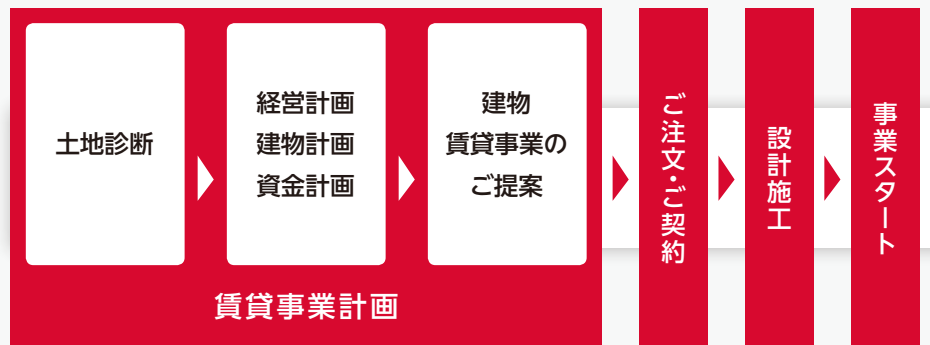 土地診断
経営計画
建物計画
資金計画
建物
賃貸事業の
ご提案
賃貸事業計画
ご注文・ご契約
設計施工
事業スタート